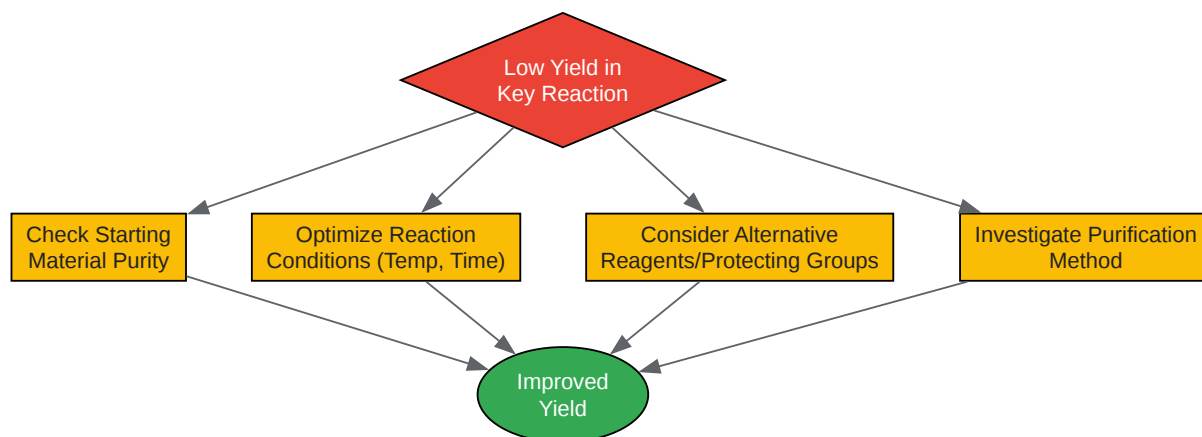 Low Yield in
Key Reaction
Check Starting
Material Purity
Optimize Reaction
Conditions (Temp, Time)
Consider Alternative
Reagents/Protecting Groups
Investigate Purification
Method
Improved
Yield